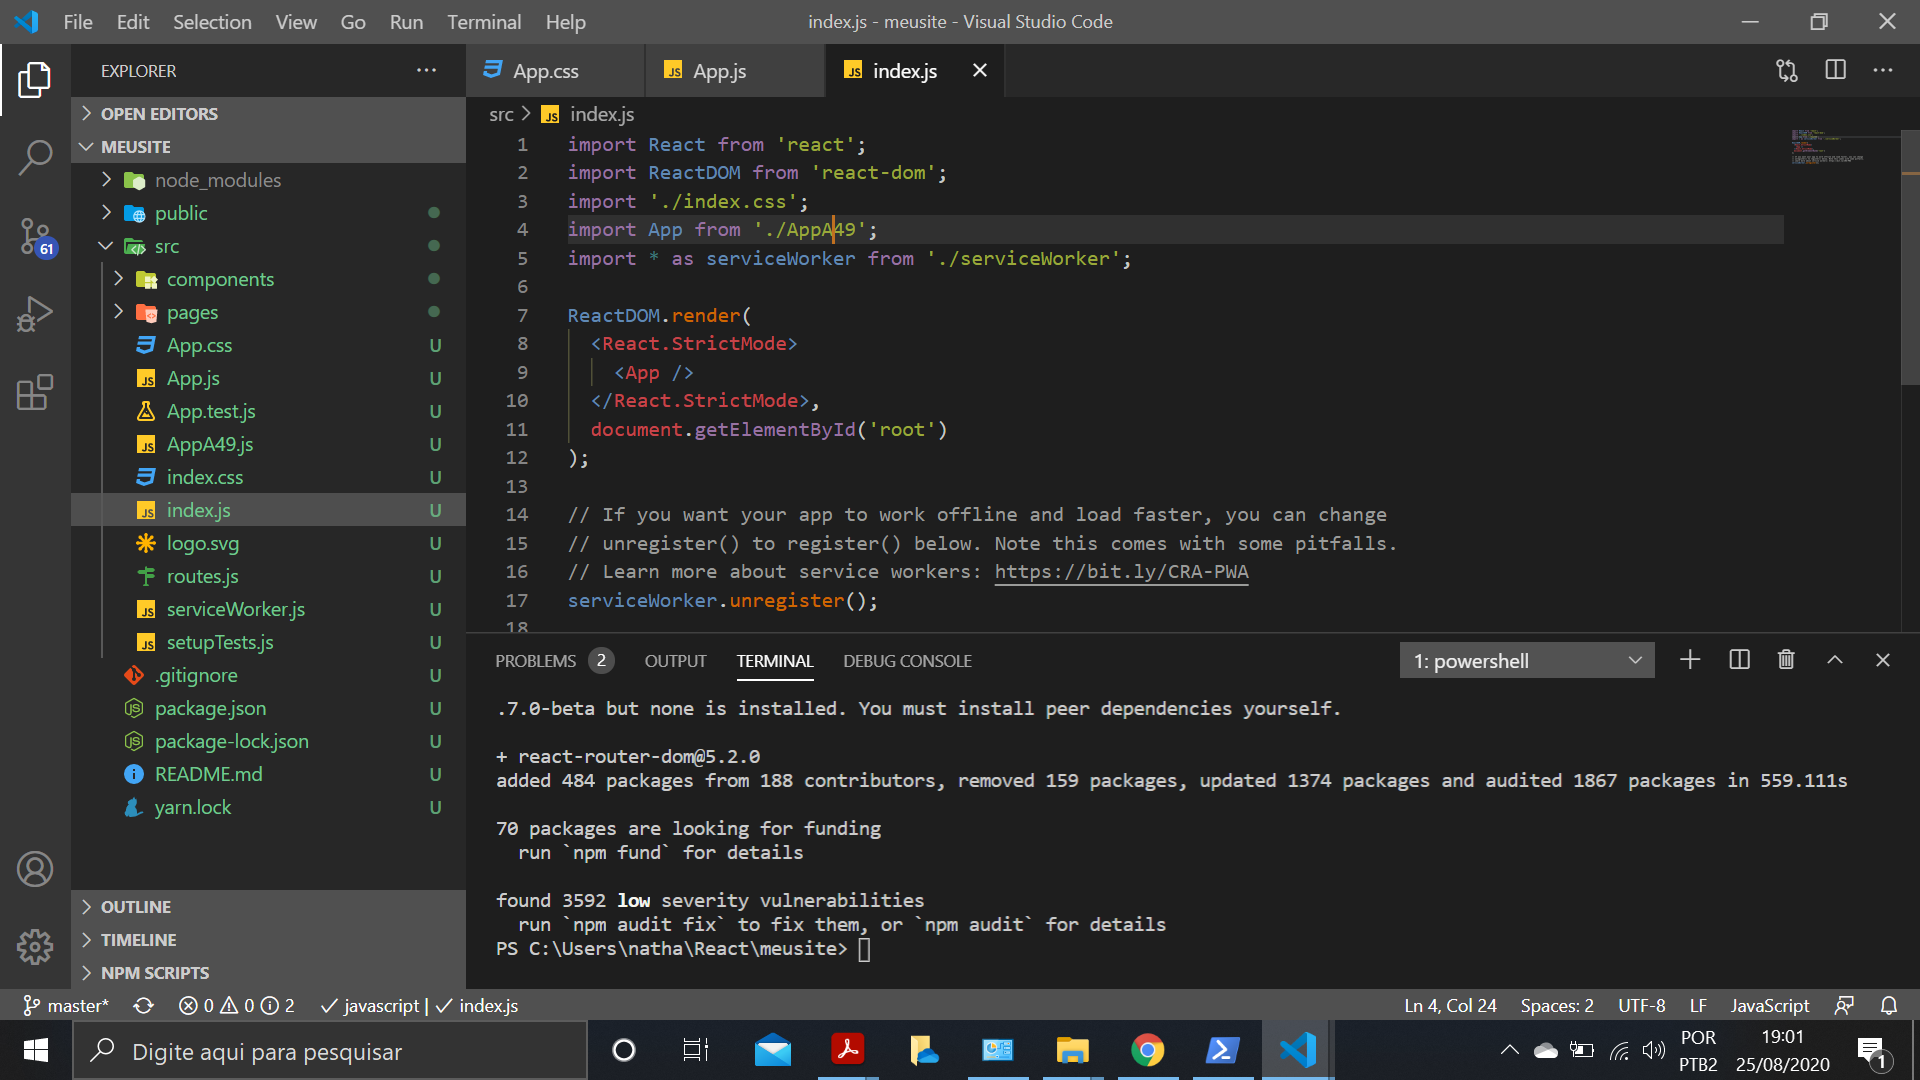 File Edit Selection View Go Run Terminal Help
index.js - meusite - Visual Studio Code
EXPLORER
OPEN EDITORS
MEUSITE
node_modules
public
src
components
pages
App.css U
App.js U
App.test.js U
AppA49.js U
index.css U
index.js U
logo.svg U
routes.js U
serviceWorker.js U
setupTests.js U
.gitignore U
package.json U
package-lock.json U
README.md U
yarn.lock U
OUTLINE
TIMELINE
NPM SCRIPTS
61
App.css App.js index.js
src > index.js
1 import React from 'react';
2 import ReactDOM from 'react-dom';
3 import './index.css';
4 import App from './AppA49';
5 import * as serviceWorker from './serviceWorker';
6
7 ReactDOM.render(
8 <React.StrictMode>
9 <App />
10 </React.StrictMode>,
11 document.getElementById('root')
12 );
13
14 // If you want your app to work offline and load faster, you can change
15 // unregister() to register() below. Note this comes with some pitfalls.
16 // Learn more about service workers: https://bit.ly/CRA-PWA
17 serviceWorker.unregister();
18
PROBLEMS 2 OUTPUT TERMINAL DEBUG CONSOLE
1: powershell
.7.0-beta but none is installed. You must install peer dependencies yourself.
+ react-router-dom@5.2.0
added 484 packages from 188 contributors, removed 159 packages, updated 1374 packages and audited 1867 packages in 559.111s
70 packages are looking for funding
run `npm fund` for details
found 3592 low severity vulnerabilities
run `npm audit fix` to fix them, or `npm audit` for details
PS C:\Users\natha\React\meusite>
master* 0 0 2 javascript | index.js
Ln 4, Col 24 Spaces: 2 UTF-8 LF JavaScript
Digite aqui para pesquisar
POR
PTB2
19:01
25/08/2020
1